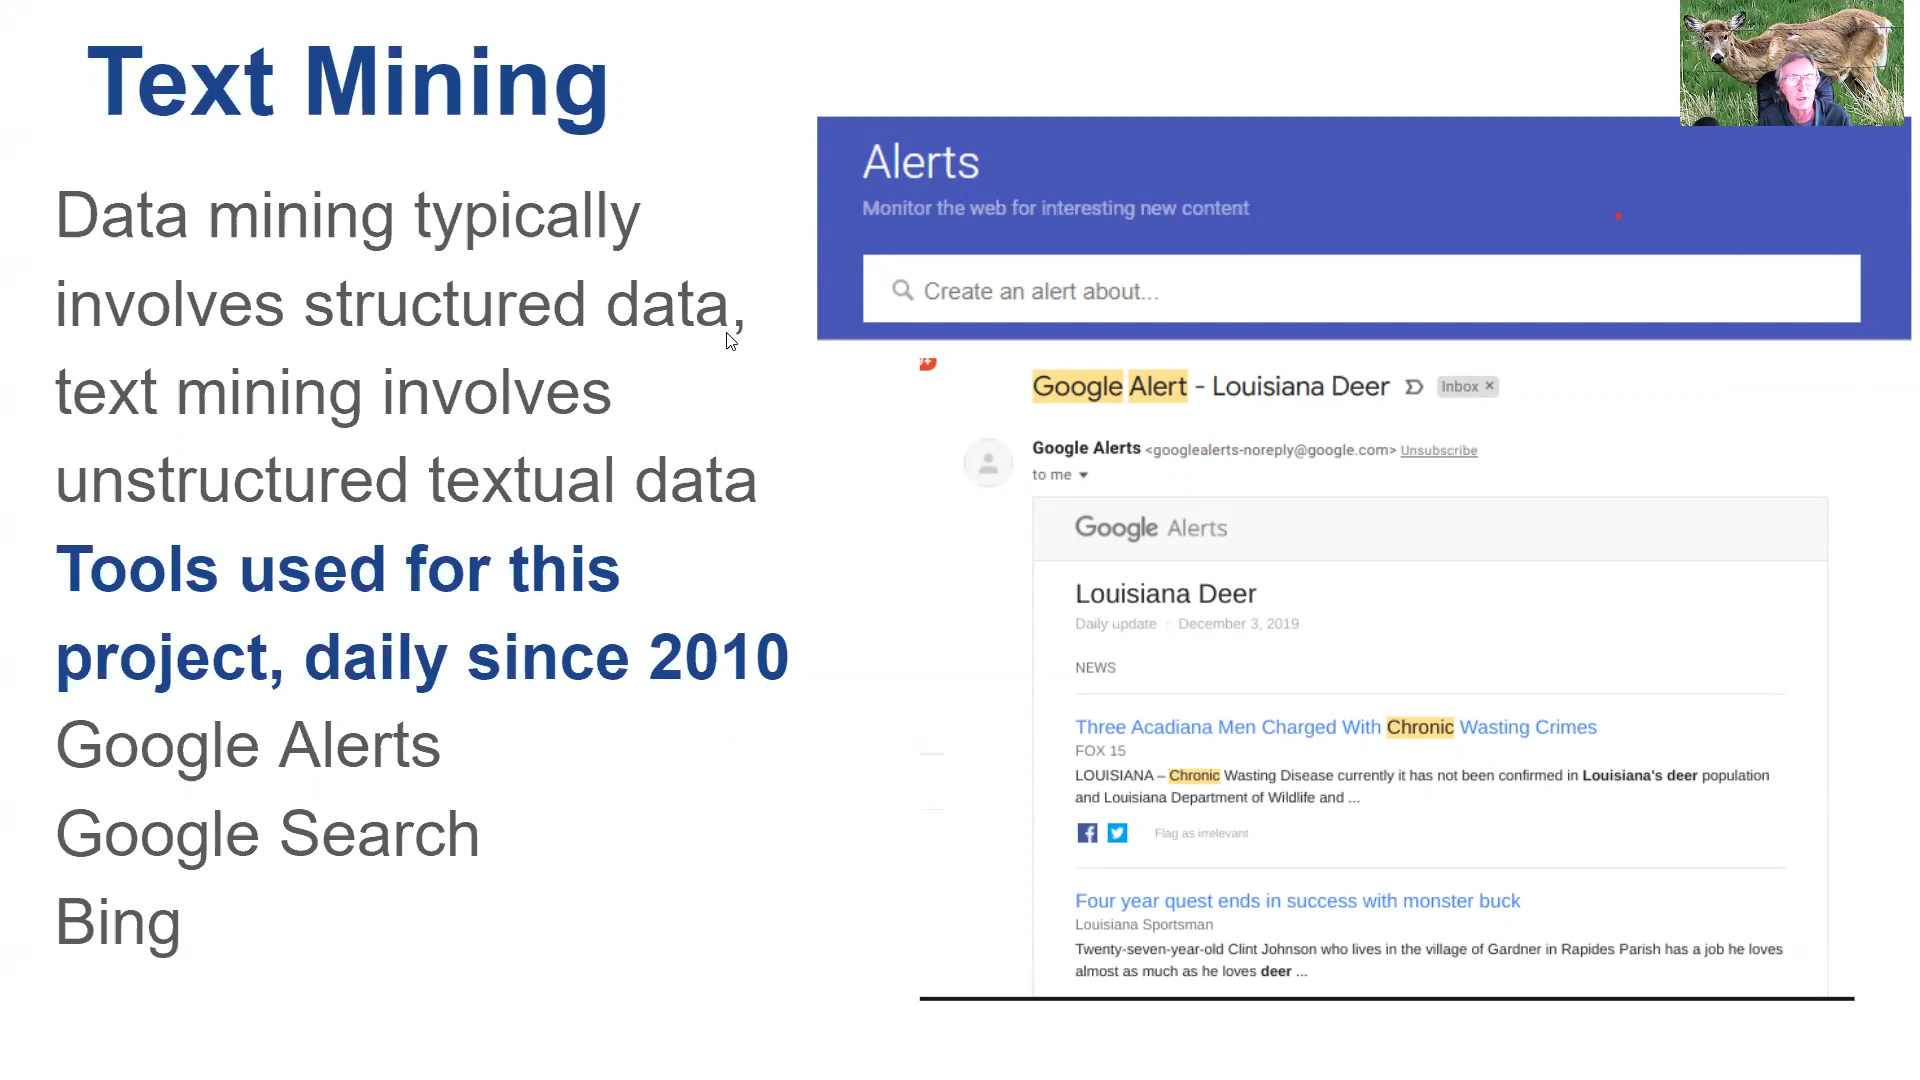 Text Mining
Data mining typically
involves structured data,
text mining involves
unstructured textual data
Tools used for this
project, daily since 2010
Google Alerts
Google Search
Bing
Alerts
Monitor the web for interesting new content
Create an alert about...
Google Alert - Louisiana Deer Inbox ×
Google Alerts <googlealerts-noreply@google.com> Unsubscribe
to me
Google Alerts
Louisiana Deer
Daily update · December 3, 2019
NEWS
Three Acadiana Men Charged With Chronic Wasting Crimes
FOX 15
LOUISIANA – Chronic Wasting Disease currently it has not been confirmed in Louisiana's deer population
and Louisiana Department of Wildlife and ...
Flag as irrelevant
Four year quest ends in success with monster buck
Louisiana Sportsman
Twenty-seven-year-old Clint Johnson who lives in the village of Gardner in Rapides Parish has a job he loves
almost as much as he loves deer ...